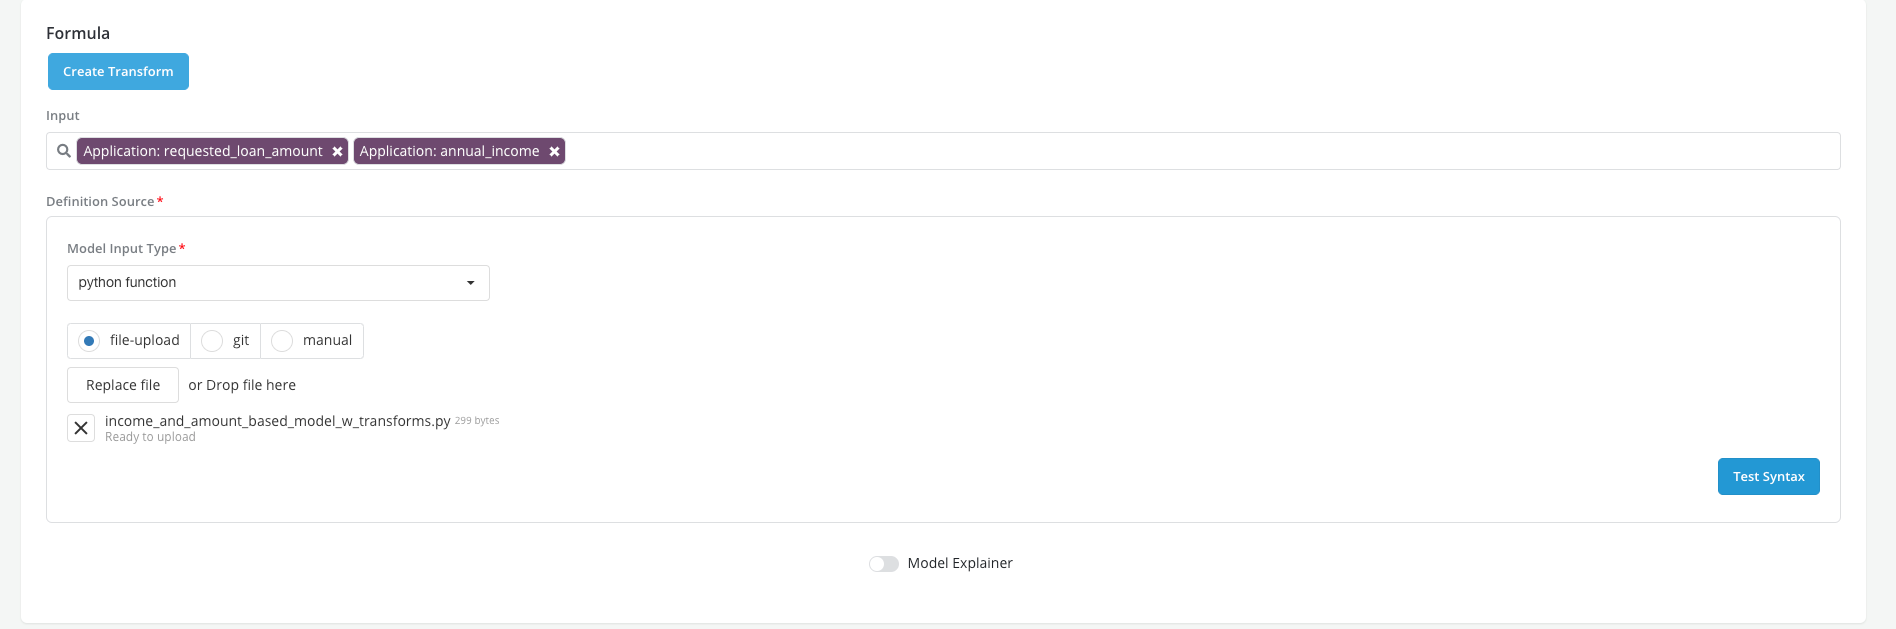 Formula
Create Transform
Input
Application: requested_loan_amount Application: annual_income
Definition Source*
Model Input Type*
python function
file-upload git manual
Replace file or Drop file here
income_and_amount_based_model_w_transforms.py 299 bytes
Ready to upload
Test Syntax
Model Explainer